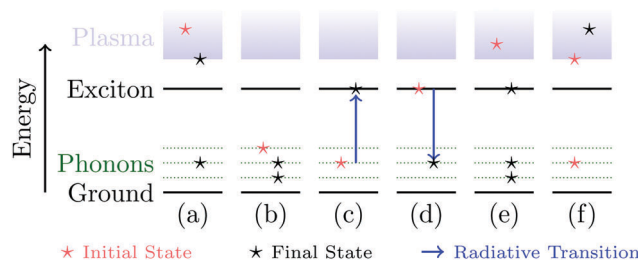 Energy
Plasma
Exciton
Phonons
Ground
(a) (b) (c) (d) (e) (f)
Initial State Final State Radiative Transition